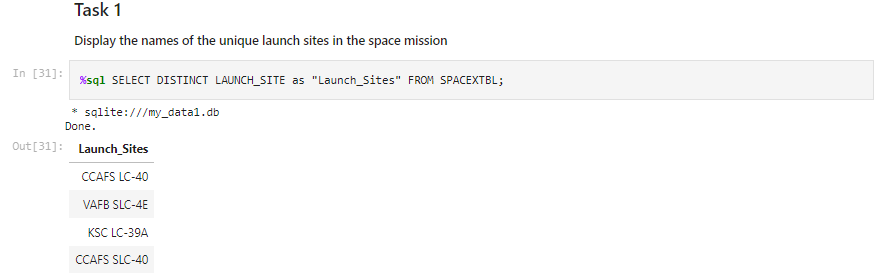 Task 1
Display the names of the unique launch sites in the space mission
In [31]: %sql SELECT DISTINCT LAUNCH_SITE as "Launch_Sites" FROM SPACEXTBL;
* sqlite:///my_data1.db
Done.
Out[31]: Launch_Sites
CCAFS LC-40
VAFB SLC-4E
KSC LC-39A
CCAFS SLC-40